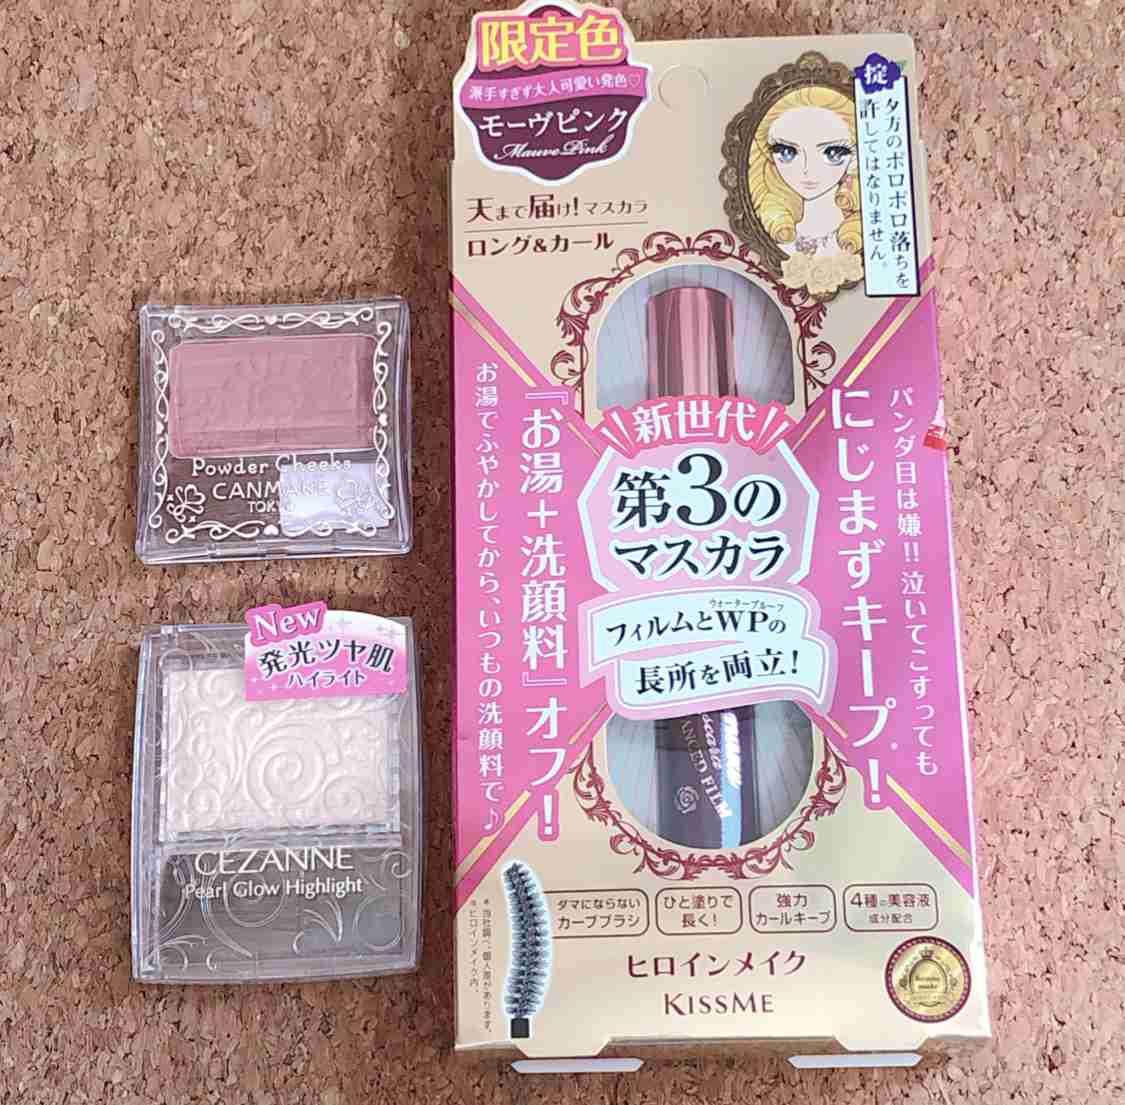 限定色
派手すぎず大人可愛い発色♡
モーヴピンク
Mauve Pink
天まで届け!マスカラ
ロング&カール
掟
夕方のポロポロ落ちを
許してはなりません。
パンダ目は嫌!!泣いてこすっても
にじまずキープ!
『お湯+洗顔料』オフ!
お湯でふやかしてから、いつもの洗顔料で♪
新世代
第3の
マスカラ
ウォータープルーフ
フィルムとWPの
長所を両立!
ANCED FILM
ダマにならない
カーブブラシ
ひと塗りで
長く!
強力
カールキープ
4種の美容液
成分配合
ヒロインメイク
KISSME
Powder Cheeks
CANMAKE
TOKYO
New
発光ツヤ肌
ハイライト
CEZANNE
Pearl Glow Highlight